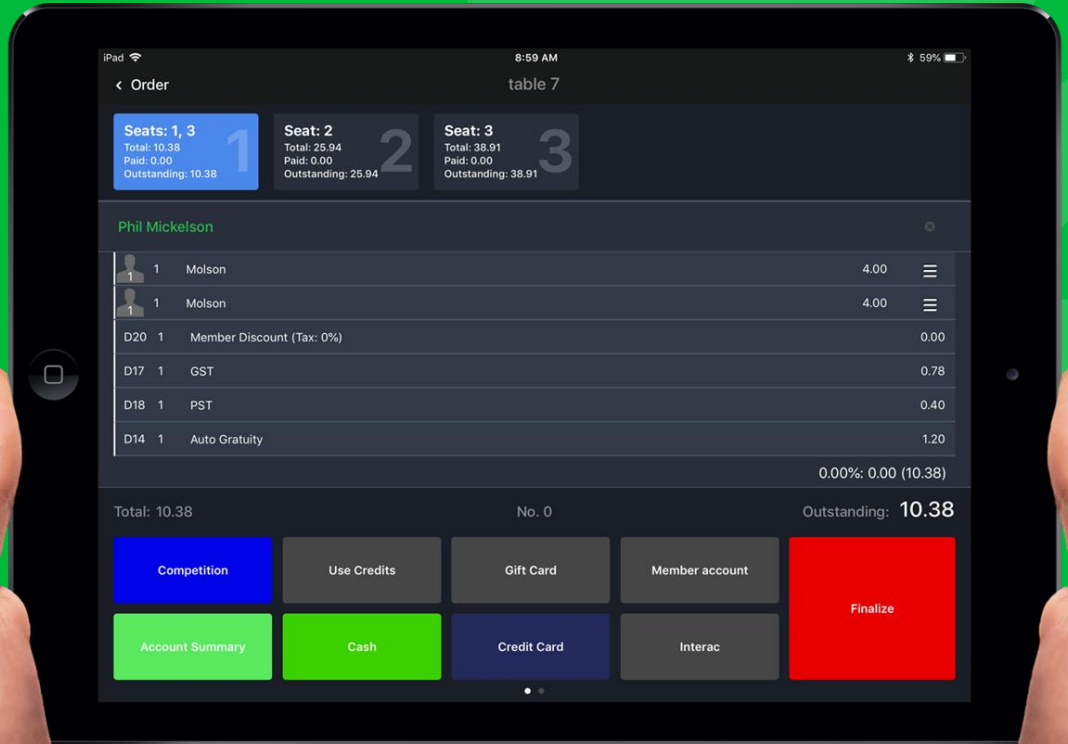 iPad 8:59 AM 59%
< Order table 7
Seats: 1, 3 1
Total: 10.38
Paid: 0.00
Outstanding: 10.38
Seat: 2 2
Total: 25.94
Paid: 0.00
Outstanding: 25.94
Seat: 3 3
Total: 38.91
Paid: 0.00
Outstanding: 38.91
Phil Mickelson
1 1 Molson 4.00
1 1 Molson 4.00
D20 1 Member Discount (Tax: 0%) 0.00
D17 1 GST 0.78
D18 1 PST 0.40
D14 1 Auto Gratuity 1.20
0.00%: 0.00 (10.38)
Total: 10.38 No. 0 Outstanding: 10.38
Competition Use Credits Gift Card Member account
Finalize
Account Summary Cash Credit Card Interac